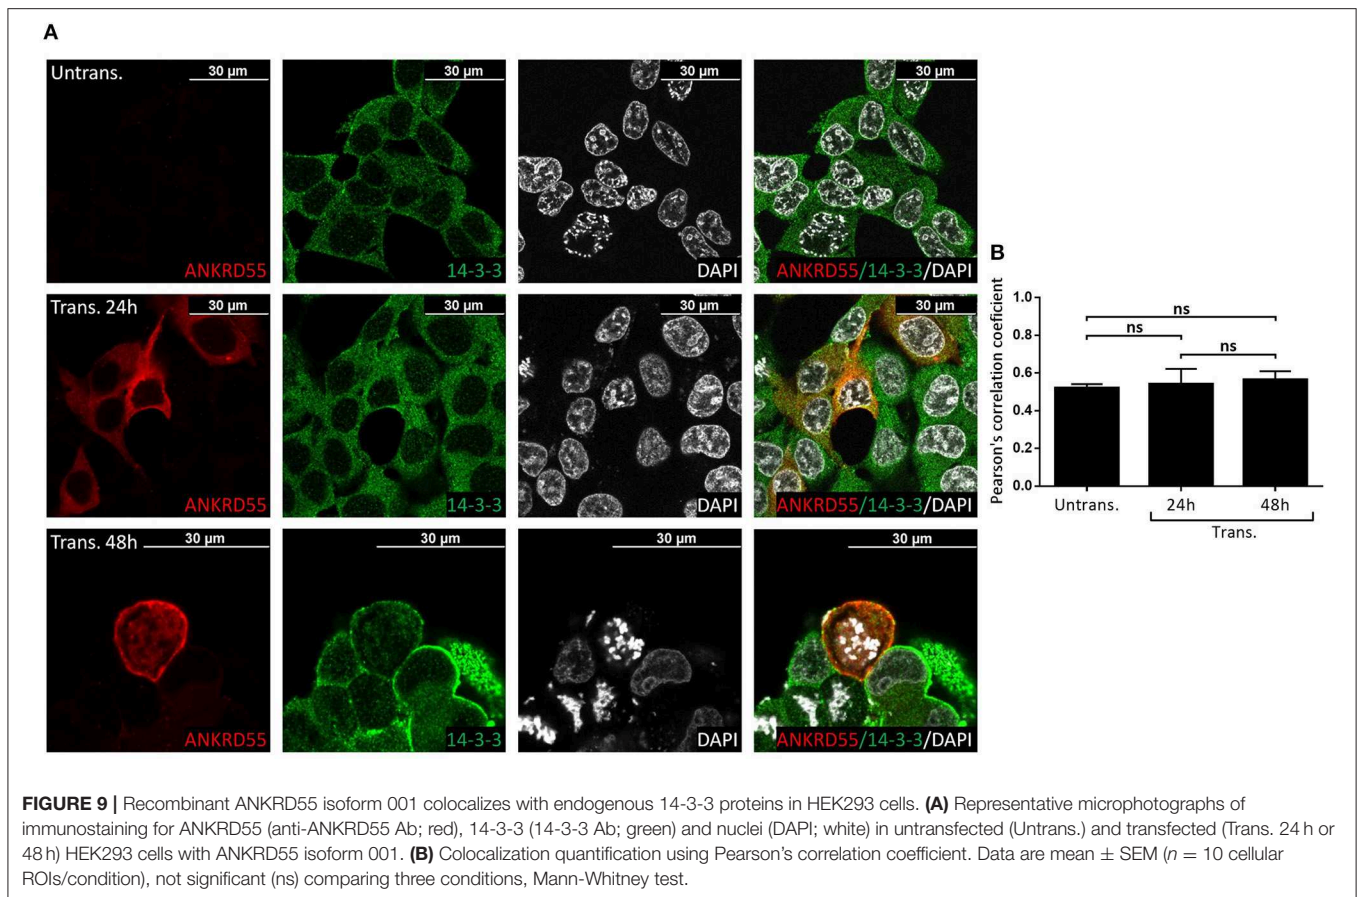 A
Untrans.
30 µm
30 µm
30 µm
30 µm
ANKRD55
14-3-3
DAPI
ANKRD55/14-3-3/DAPI
Trans. 24h
30 µm
30 µm
30 µm
30 µm
ANKRD55
14-3-3
DAPI
ANKRD55/14-3-3/DAPI
Trans. 48h
30 µm
30 µm
30 µm
30 µm
ANKRD55
14-3-3
DAPI
ANKRD55/14-3-3/DAPI
B
Pearson's correlation coeficient
1.0
0.8
0.6
0.4
0.2
0.0
ns
ns
ns
Untrans.
24h
48h
Trans.
FIGURE 9 | Recombinant ANKRD55 isoform 001 colocalizes with endogenous 14-3-3 proteins in HEK293 cells. (A) Representative microphotographs of
immunostaining for ANKRD55 (anti-ANKRD55 Ab; red), 14-3-3 (14-3-3 Ab; green) and nuclei (DAPI; white) in untransfected (Untrans.) and transfected (Trans. 24 h or
48 h) HEK293 cells with ANKRD55 isoform 001. (B) Colocalization quantification using Pearson's correlation coefficient. Data are mean ± SEM (n = 10 cellular
ROIs/condition), not significant (ns) comparing three conditions, Mann-Whitney test.